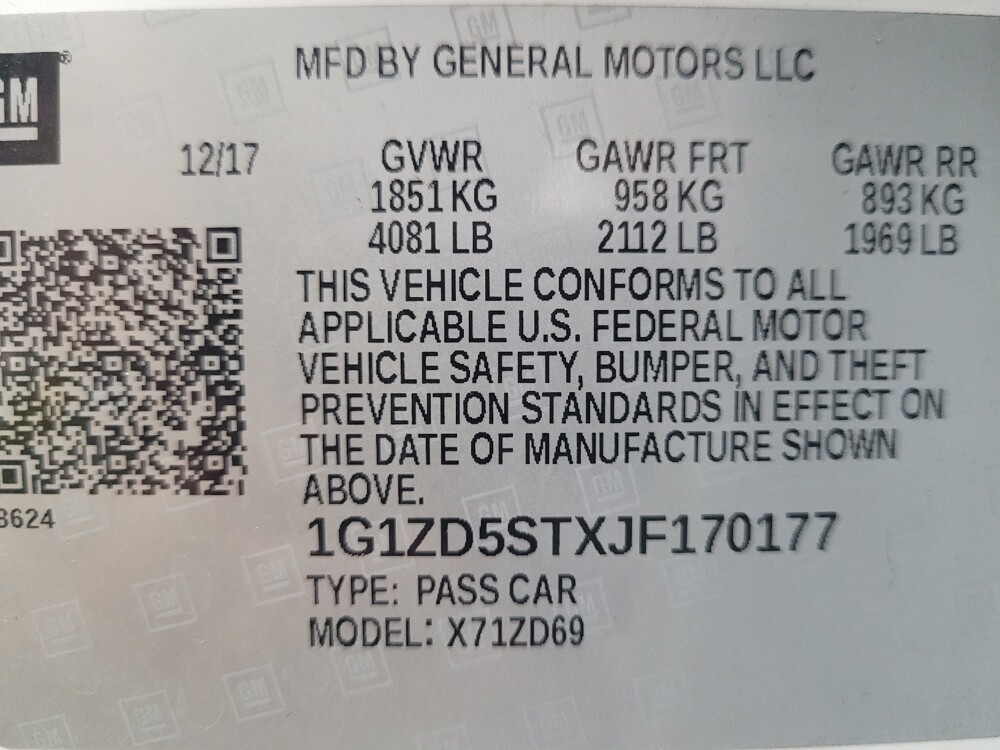 GM
®
MFD BY GENERAL MOTORS LLC
12/17 GVWR GAWR FRT GAWR RR
1851 KG 958 KG 893 KG
4081 LB 2112 LB 1969 LB
THIS VEHICLE CONFORMS TO ALL
APPLICABLE U.S. FEDERAL MOTOR
VEHICLE SAFETY, BUMPER, AND THEFT
PREVENTION STANDARDS IN EFFECT ON
THE DATE OF MANUFACTURE SHOWN
ABOVE.
8624
1G1ZD5STXJF170177
TYPE: PASS CAR
MODEL: X71ZD69